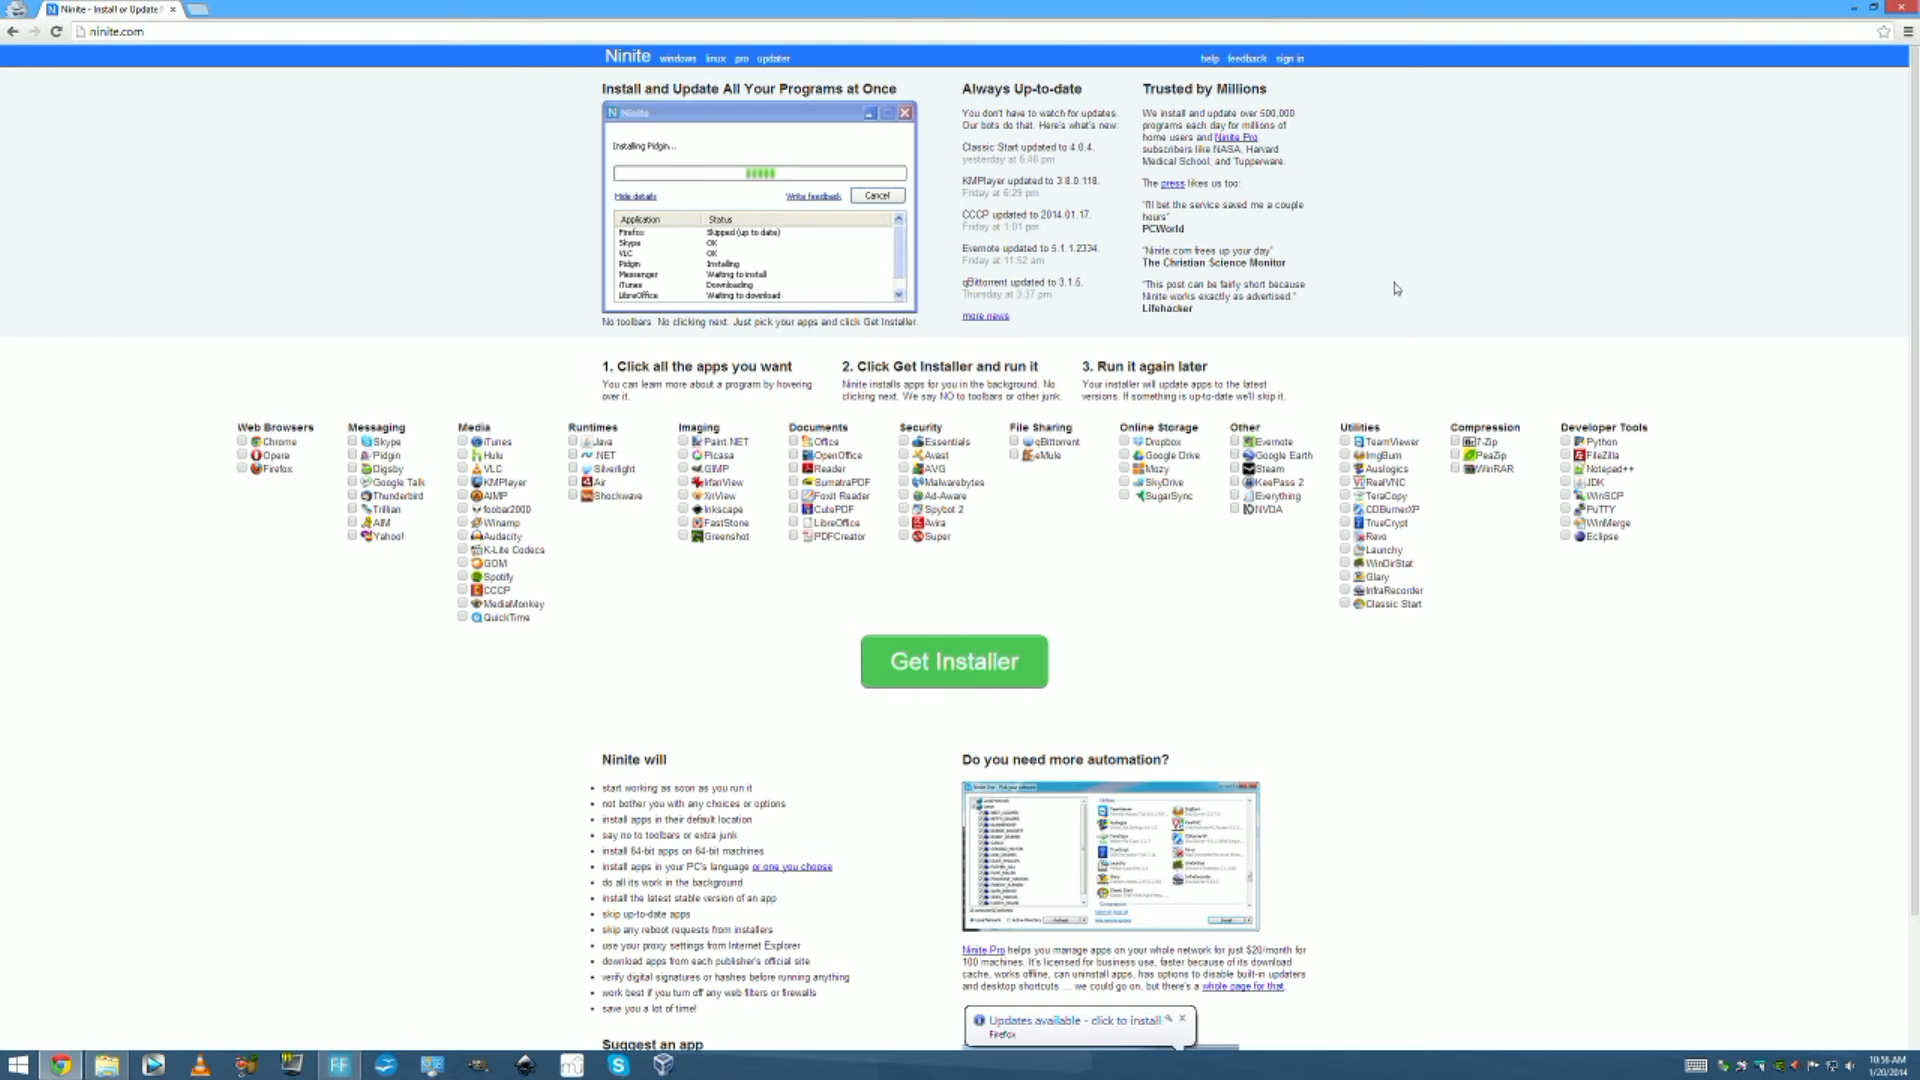 Ninite - Install or Update
ninite.com
Ninite windows linux pro updater help feedback sign in
Install and Update All Your Programs at Once
Ninite
Installing Pidgin...
Hide details Write feedback Cancel
Application Status
Firefox Skipped (up to date)
Skype OK
VLC OK
Pidgin Installing
Messenger Waiting to install
iTunes Downloading
LibreOffice Waiting to download
No toolbars. No clicking next. Just pick your apps and click Get Installer.
Always Up-to-date
You don't have to watch for updates.
Our bots do that. Here's what's new:
Classic Start updated to 4.0.4.
yesterday at 6:48 pm
KMPlayer updated to 3.8.0.118.
Friday at 6:29 pm
CCCP updated to 2014.01.17.
Friday at 1:01 pm
Evernote updated to 5.1.1.2334.
Friday at 11:52 am
qBittorrent updated to 3.1.5.
Thursday at 3:37 pm
more news
Trusted by Millions
We install and update over 500,000
programs each day for millions of
home users and Ninite Pro
subscribers like NASA, Harvard
Medical School, and Tupperware.
The press likes us too:
"I'll bet the service saved me a couple
hours"
PCWorld
"Ninite.com frees up your day"
The Christian Science Monitor
"This post can be fairly short because
Ninite works exactly as advertised."
Lifehacker
1. Click all the apps you want
You can learn more about a program by hovering
over it.
2. Click Get Installer and run it
Ninite installs apps for you in the background. No
clicking next. We say NO to toolbars or other junk.
3. Run it again later
Your installer will update apps to the latest
versions. If something is up-to-date we'll skip it.
Web Browsers
Chrome
Opera
Firefox
Messaging
Skype
Pidgin
Digsby
Google Talk
Thunderbird
Trillian
AIM
Yahoo!
Media
iTunes
Hulu
VLC
KMPlayer
AIMP
foobar2000
Winamp
Audacity
K-Lite Codecs
GOM
Spotify
CCCP
MediaMonkey
QuickTime
Runtimes
Java
.NET
Silverlight
Air
Shockwave
Imaging
Paint.NET
Picasa
GIMP
IrfanView
XnView
Inkscape
FastStone
Greenshot
Documents
Office
OpenOffice
Reader
SumatraPDF
Foxit Reader
CutePDF
LibreOffice
PDFCreator
Security
Essentials
Avast
AVG
Malwarebytes
Ad-Aware
Spybot 2
Avira
Super
File Sharing
qBittorrent
eMule
Online Storage
Dropbox
Google Drive
Mozy
SkyDrive
SugarSync
Other
Evernote
Google Earth
Steam
KeePass 2
Everything
NVDA
Utilities
TeamViewer
ImgBurn
Auslogics
RealVNC
TeraCopy
CDBurnerXP
TrueCrypt
Revo
Launchy
WinDirStat
Glary
InfraRecorder
Classic Start
Compression
7-Zip
PeaZip
WinRAR
Developer Tools
Python
FileZilla
Notepad++
JDK
WinSCP
PuTTY
WinMerge
Eclipse
Get Installer
Ninite will
start working as soon as you run it
not bother you with any choices or options
install apps in their default location
say no to toolbars or extra junk
install 64-bit apps on 64-bit machines
install apps in your PC's language or one you choose
do all its work in the background
install the latest stable version of an app
skip up-to-date apps
skip any reboot requests from installers
use your proxy settings from Internet Explorer
download apps from each publisher's official site
verify digital signatures or hashes before running anything
work best if you turn off any web filters or firewalls
save you a lot of time!
Suggest an app
Do you need more automation?
Ninite Pro helps you manage apps on your whole network for just $20/month for
100 machines. It's licensed for business use, faster because of its download
cache, works offline, can uninstall apps, has options to disable built-in updaters
and desktop shortcuts ... we could go on, but there's a whole page for that.
Updates available - click to install
Firefox
10:56 AM
1/20/2014